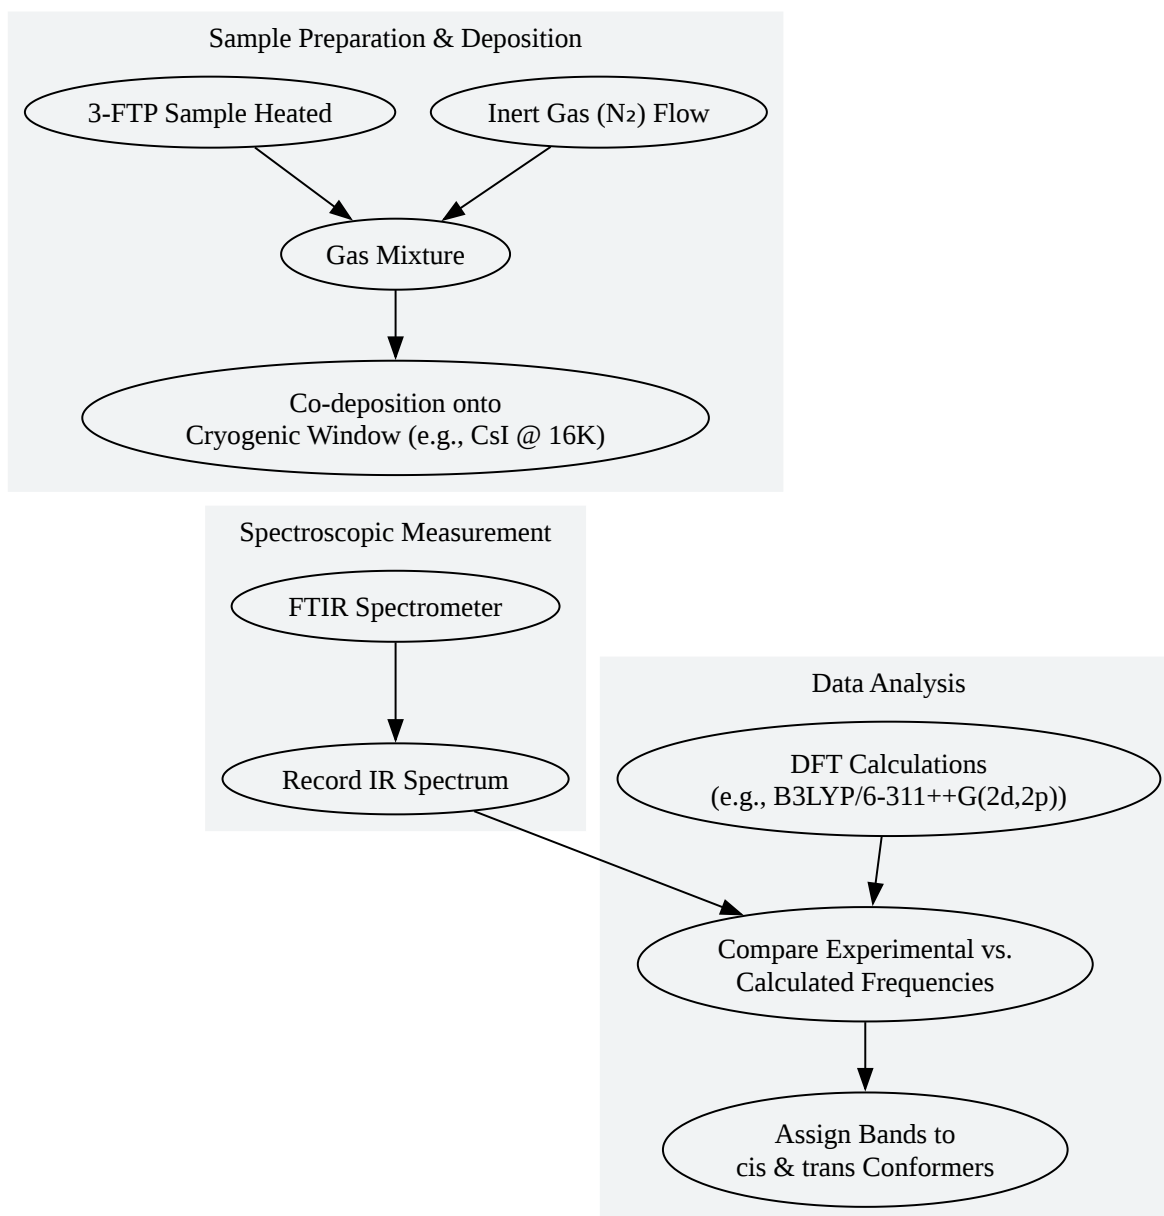 Sample Preparation & Deposition
3-FTP Sample Heated
Inert Gas (N₂) Flow
Gas Mixture
Co-deposition onto
Cryogenic Window (e.g., CsI @ 16K)
Spectroscopic Measurement
FTIR Spectrometer
Record IR Spectrum
Data Analysis
DFT Calculations
(e.g., B3LYP/6-311++G(2d,2p))
Compare Experimental vs.
Calculated Frequencies
Assign Bands to
cis & trans Conformers